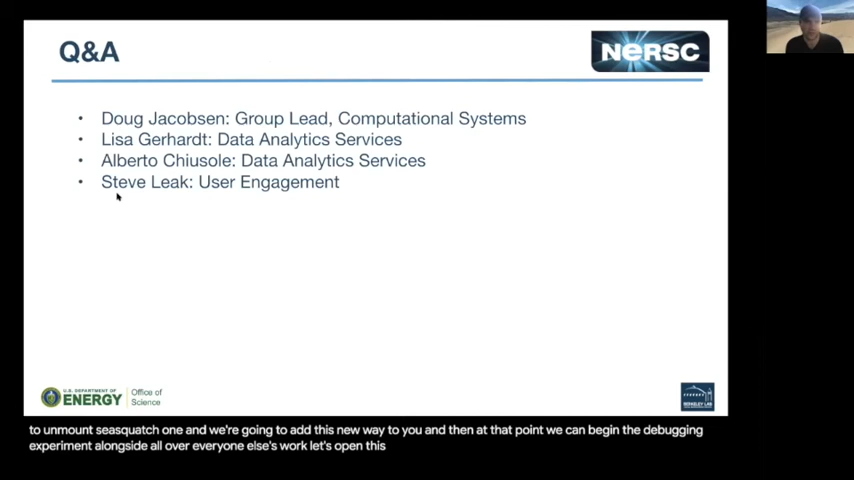 Q&A
NERSC
• Doug Jacobsen: Group Lead, Computational Systems
• Lisa Gerhardt: Data Analytics Services
• Alberto Chiusole: Data Analytics Services
• Steve Leak: User Engagement
U.S. DEPARTMENT OF
ENERGY
Office of
Science
BERKELEY LAB
to unmount seasquatch one and we're going to add this new way to you and then at that point we can begin the debugging
experiment alongside all over everyone else's work let's open this